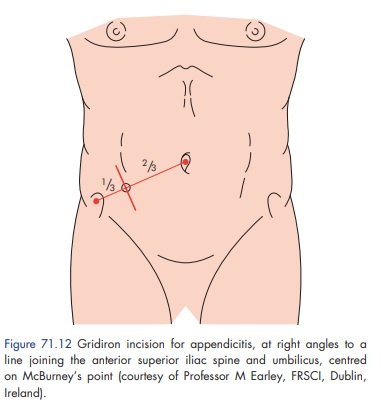 2/3
1/3
Figure 71.12 Gridiron incision for appendicitis, at right angles to a
line joining the anterior superior iliac spine and umbilicus, centred
on McBurney's point (courtesy of Professor M Earley, FRSCI, Dublin,
Ireland).